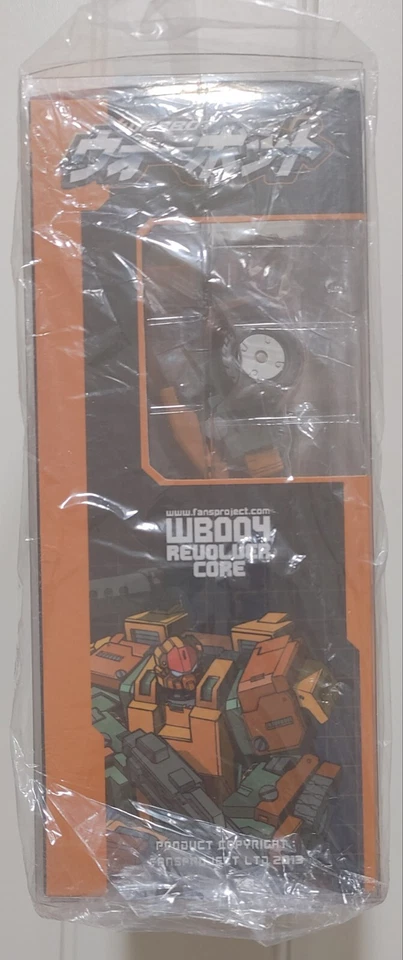 ウォーボット
www.fansproject.com
WB004
REVOLVER
CORE
PRODUCT COPYRIGHT
FANSPROJECT LTD 2013